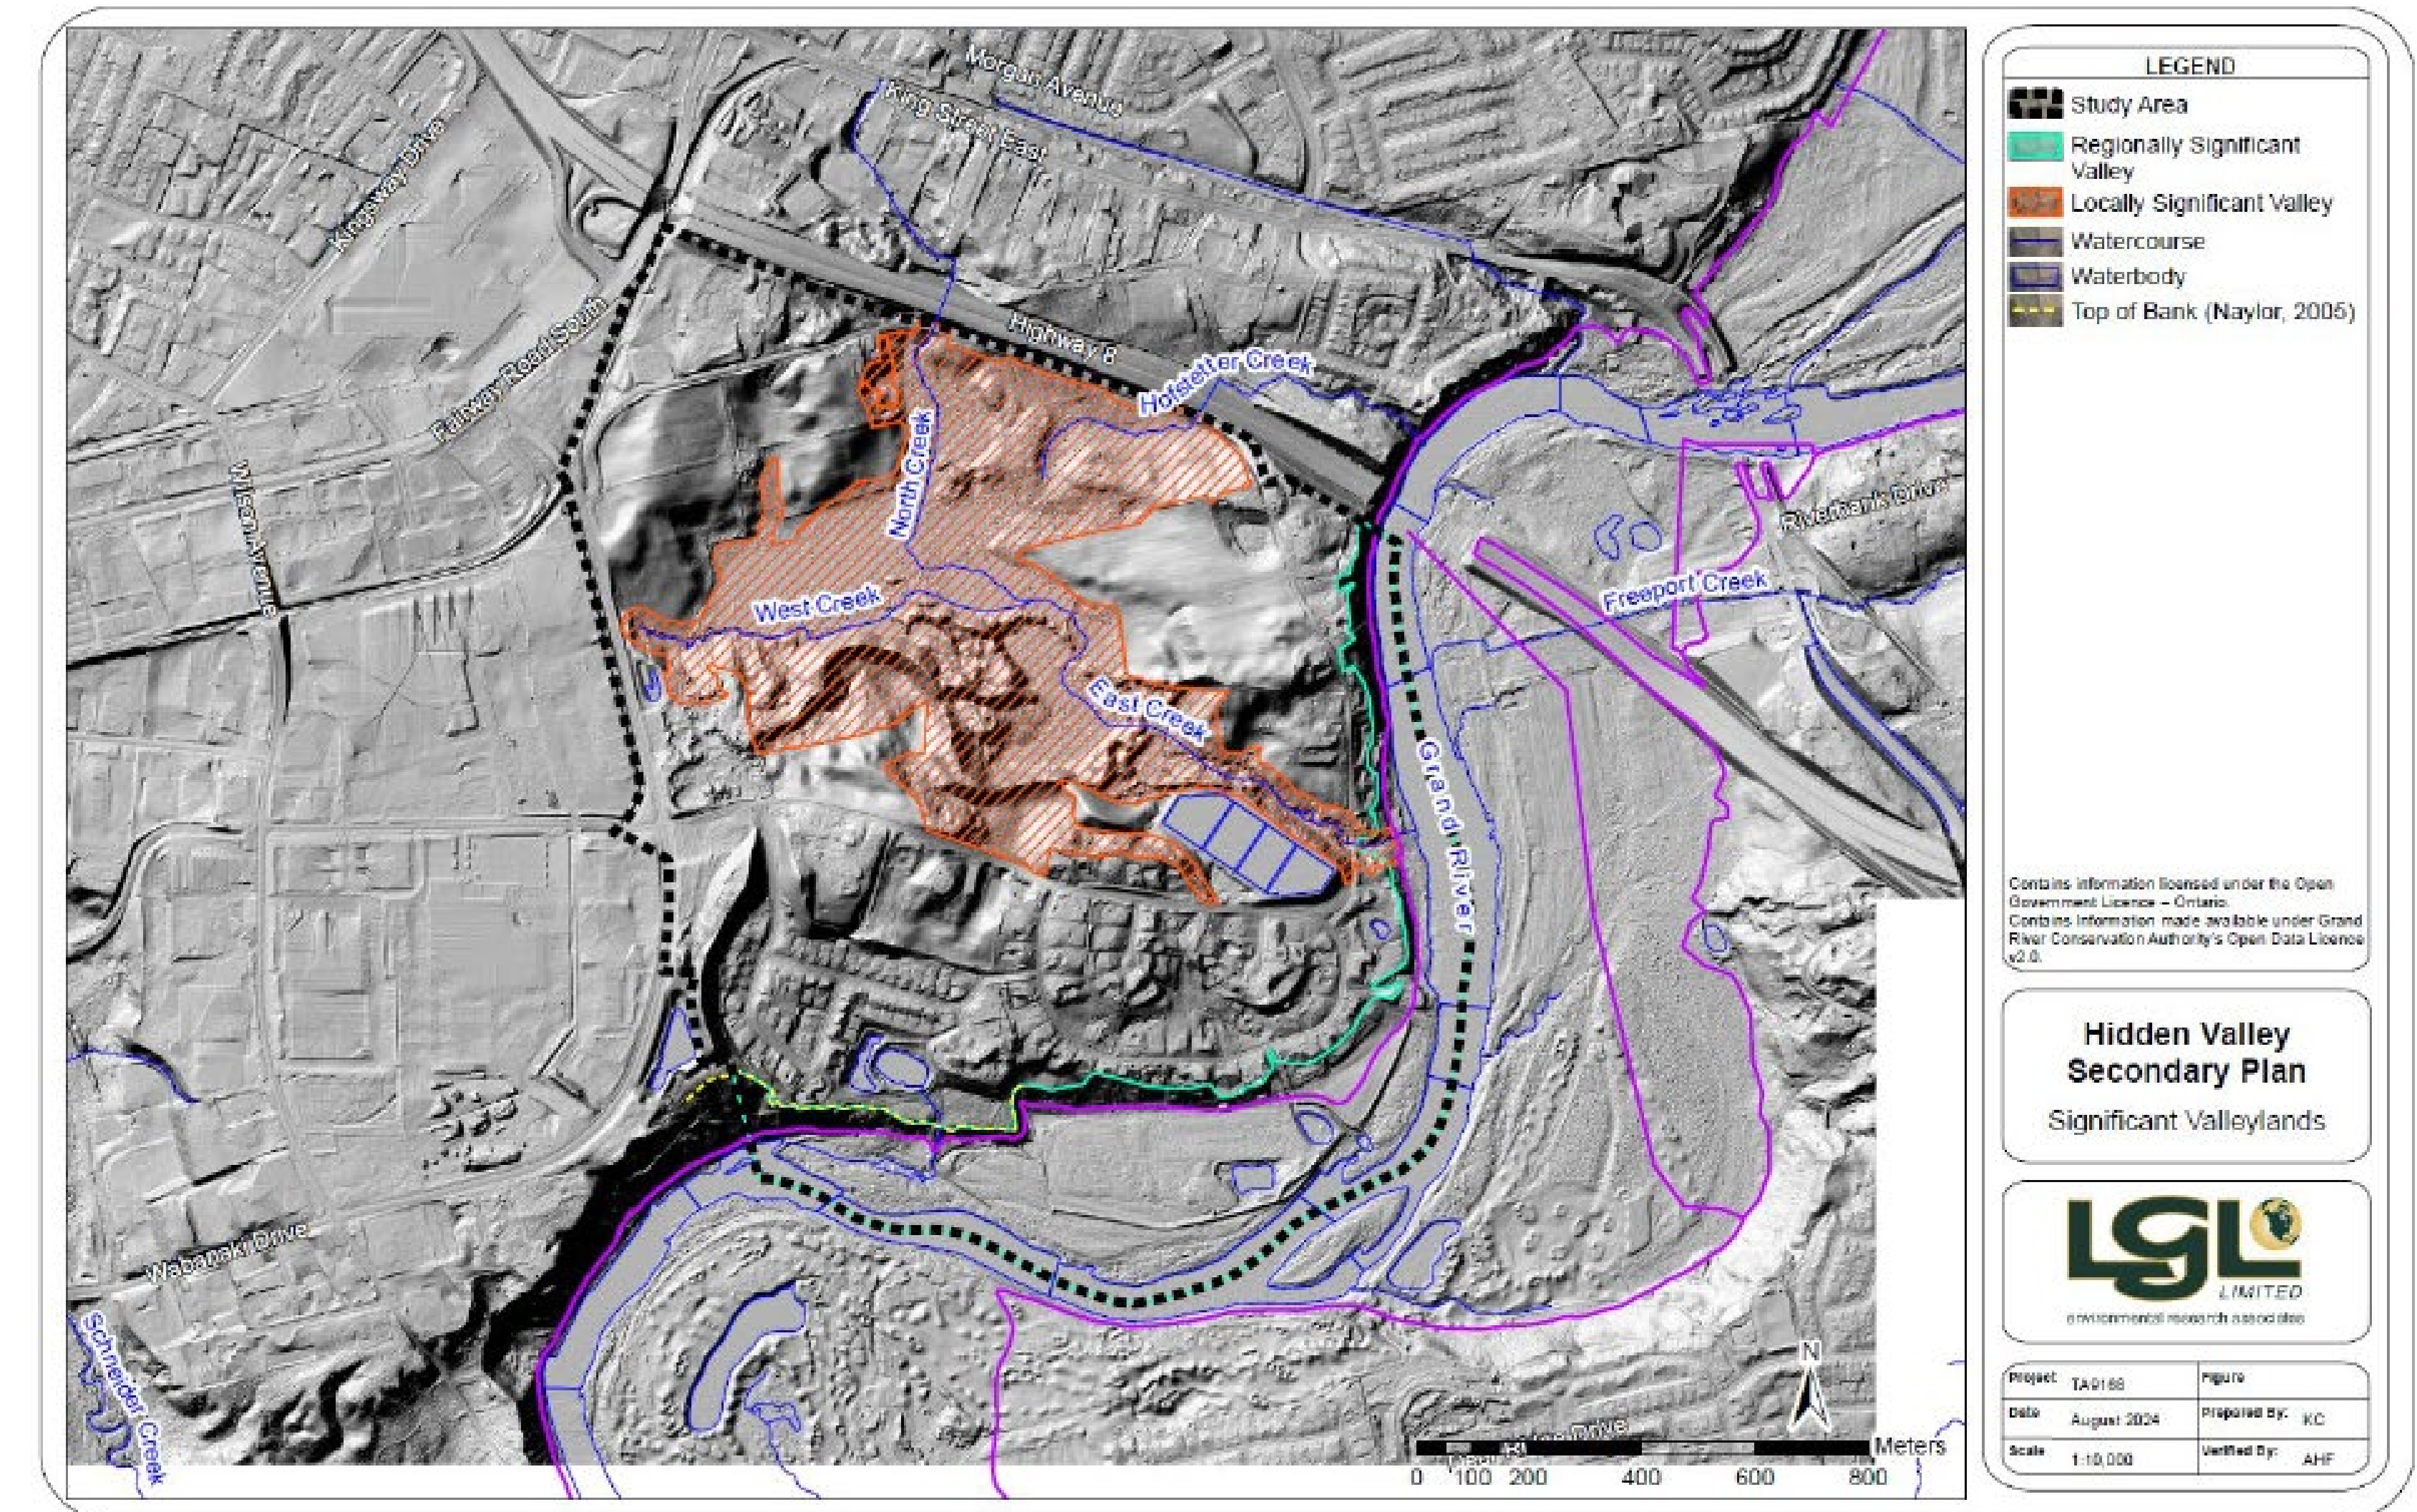 Morgan Avenue
King Street East
Kingsway Drive
Fairway Road South
Highway 8
Hofstetter Creek
North Creek
Wilson Avenue
Riverbank Drive
Freeport Creek
West Creek
East Creek
Grand River
Wabanaki Drive
Schneider Creek
Drive
N
Meters
0 100 200 400 600 800
LEGEND
Study Area
Regionally Significant
Valley
Locally Significant Valley
Watercourse
Waterbody
Top of Bank (Naylor, 2005)
Contains information licensed under the Open
Government Licence – Ontario.
Contains Information made available under Grand
River Conservation Authority's Open Data Licence
v2.0.
Hidden Valley
Secondary Plan
Significant Valleylands
LGL
LIMITED
environmental research associates
Project TA9168 Figure
Date August 2024 Prepared By: KC
Scale 1:10,000 Verified By: AHF